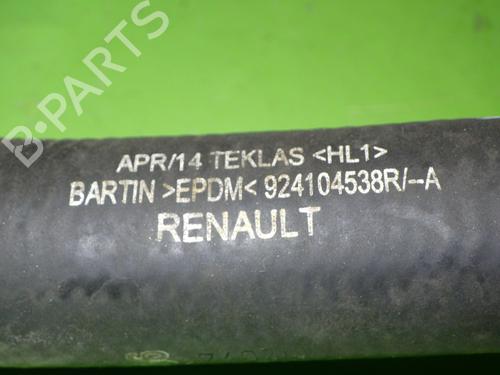 B-PARTS
APR/14 TEKLAS <HL1>
BARTIN >EPDM< 924104538R/--A
RENAULT